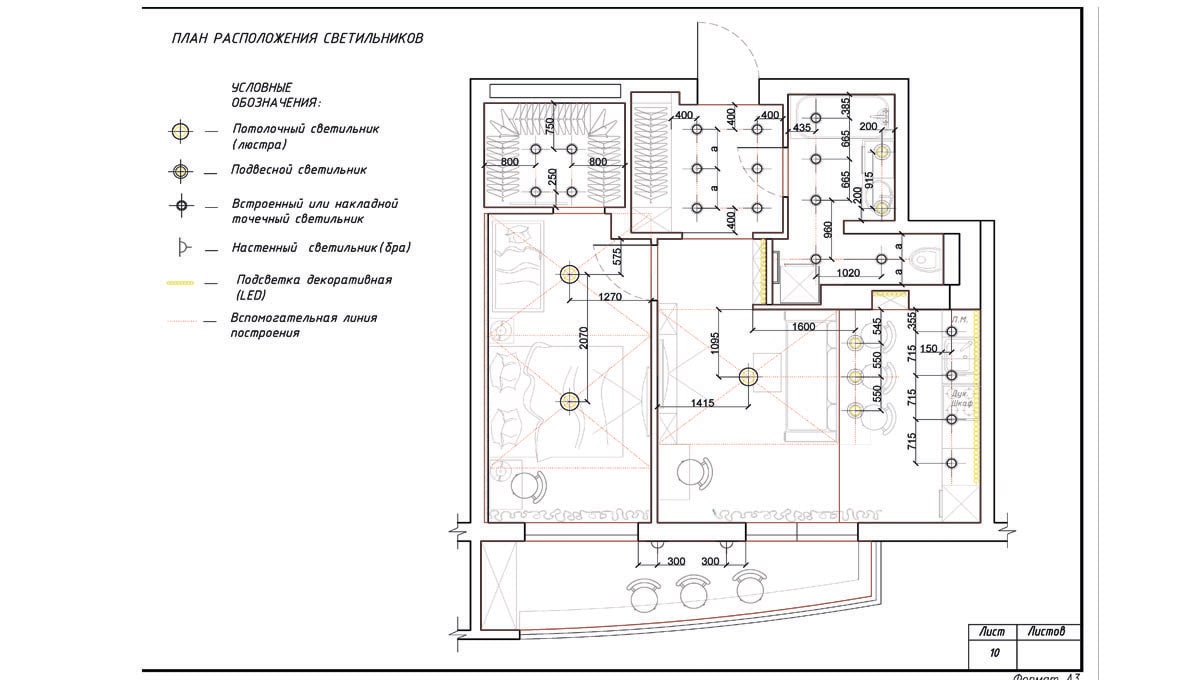 ПЛАН РАСПОЛОЖЕНИЯ СВЕТИЛЬНИКОВ
УСЛОВНЫЕ
ОБОЗНАЧЕНИЯ:
— Потолочный светильник
(люстра)
— Подвесной светильник
— Встроенный или накладной
точечный светильник
— Настенный светильник (бра)
— Подсветка декоративная
(LED)
— Вспомогательная линия
построения
750
800
800
250
400
400
400
a
a
400
385
435
200
665
665
915
200
960
a
a
1020
575
1270
2070
1600
1095
1415
545
550
550
355
715
150
715
715
П.М.
Дух.
Шкаф
300
300
Лист
Листов
10
Формат А3